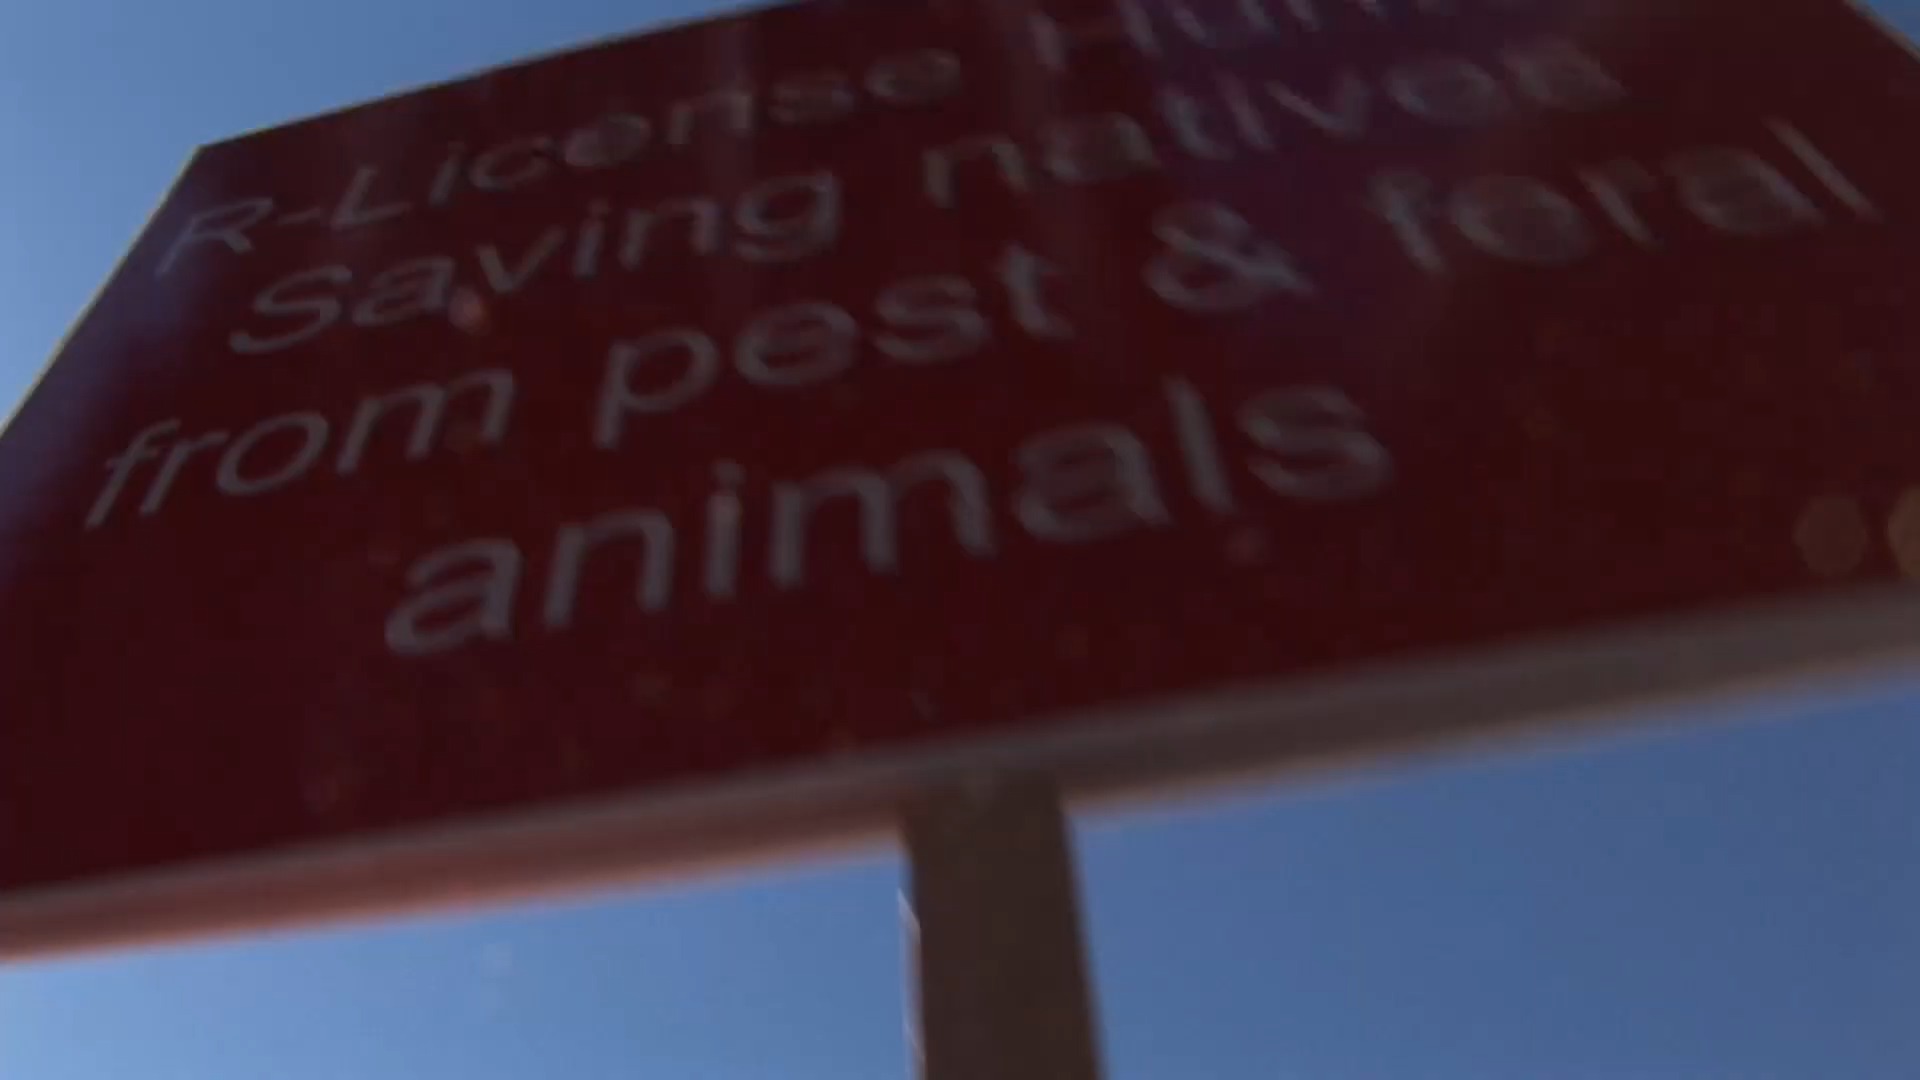 R-License
Saving natives
from pest & feral
animals